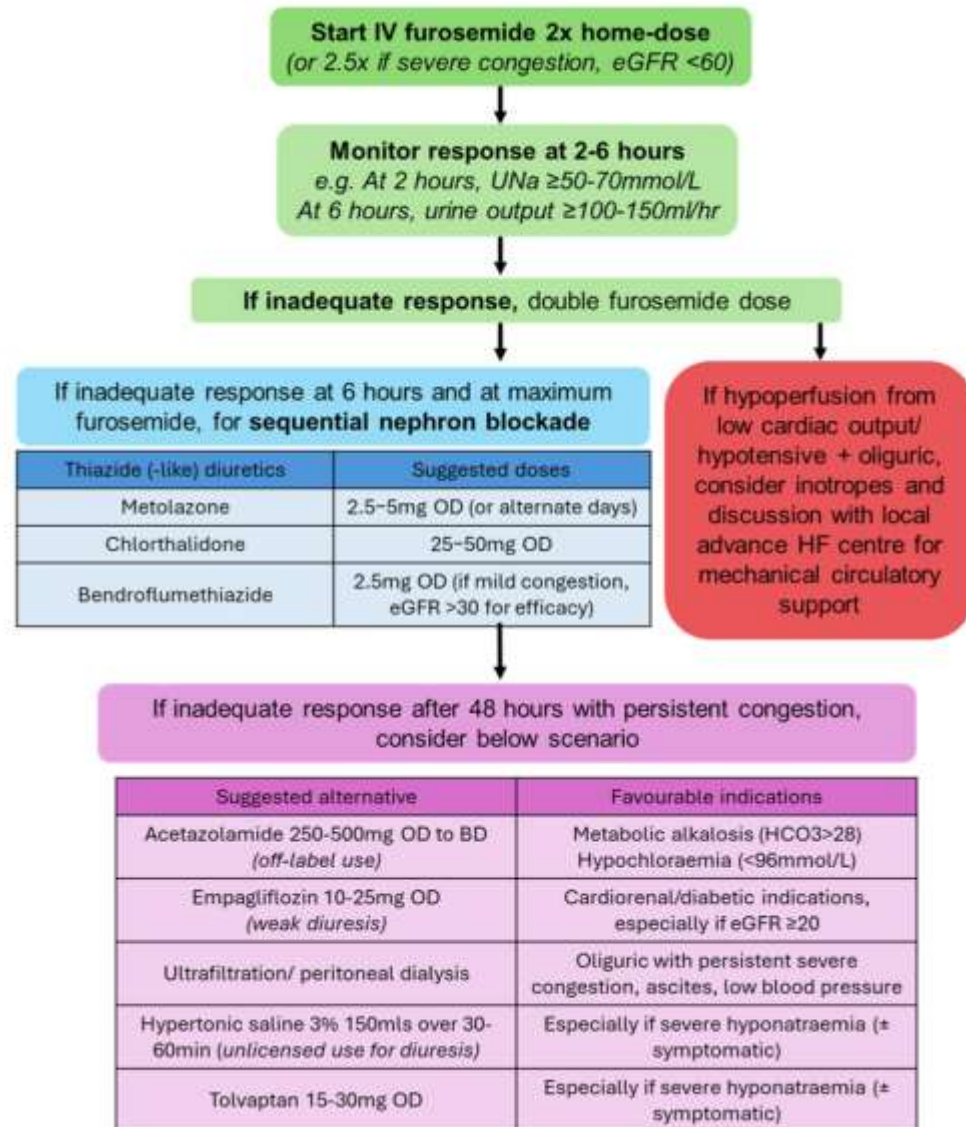 Start IV furosemide 2x home-dose
(or 2.5x if severe congestion, eGFR <60)
Monitor response at 2-6 hours
e.g. At 2 hours, UNa ≥50-70mmol/L
At 6 hours, urine output ≥100-150ml/hr
If inadequate response, double furosemide dose
If inadequate response at 6 hours and at maximum
furosemide, for sequential nephron blockade
Thiazide (-like) diuretics Suggested doses
Metolazone 2.5-5mg OD (or alternate days)
Chlorthalidone 25-50mg OD
Bendroflumethiazide 2.5mg OD (if mild congestion,
eGFR >30 for efficacy)
If hypoperfusion from
low cardiac output/
hypotensive + oliguric,
consider inotropes and
discussion with local
advance HF centre for
mechanical circulatory
support
If inadequate response after 48 hours with persistent congestion,
consider below scenario
Suggested alternative Favourable indications
Acetazolamide 250-500mg OD to BD
(off-label use)
Metabolic alkalosis (HCO3>28)
Hypochloraemia (<96mmol/L)
Empagliflozin 10-25mg OD
(weak diuresis)
Cardiorenal/diabetic indications,
especially if eGFR ≥20
Ultrafiltration/ peritoneal dialysis
Oliguric with persistent severe
congestion, ascites, low blood pressure
Hypertonic saline 3% 150mls over 30-
60min (unlicensed use for diuresis)
Especially if severe hyponatraemia (±
symptomatic)
Tolvaptan 15-30mg OD
Especially if severe hyponatraemia (±
symptomatic)